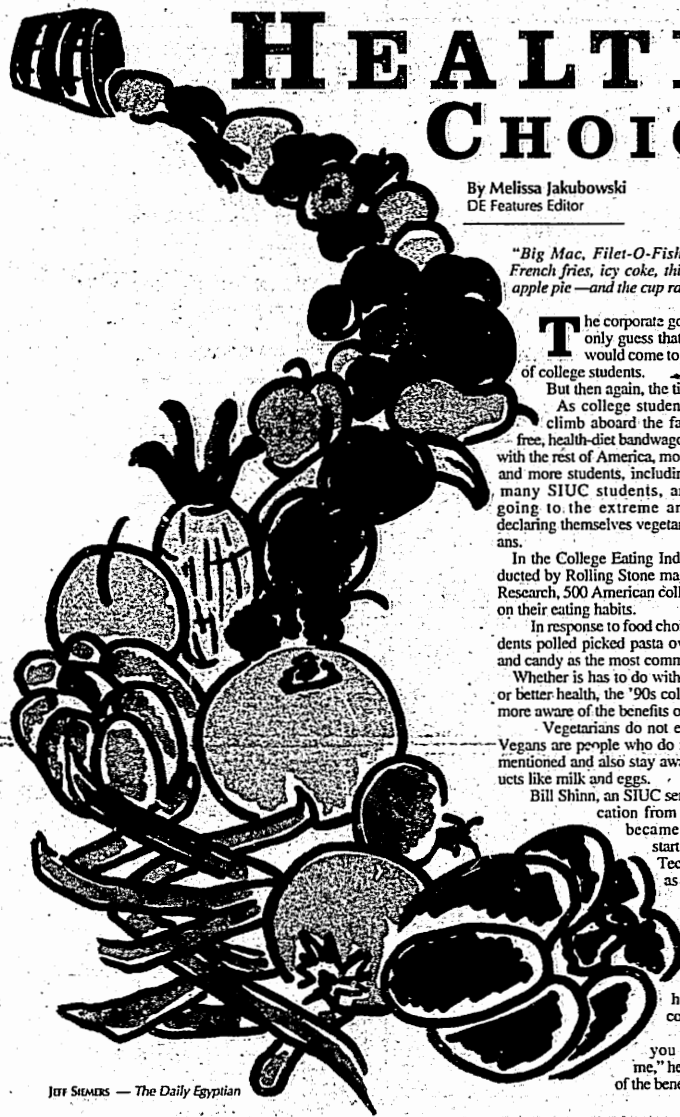 HEALT
CHOI
By Melissa Jakubowski
DE Features Editor
"Big Mac, Filet-O-Fish
French fries, icy coke, thi
apple pie —and the cup ra
The corporate go
only guess that
would come to
of college students.
But then again, the ti
As college studen
climb aboard the fa
free, health-diet bandwago
with the rest of America, mo
and more students, includin
many SIUC students, a
going to the extreme an
declaring themselves vegetar
ans.
In the College Eating Ind
ducted by Rolling Stone ma
Research, 500 American coll
on their eating habits.
In response to food choi
dents polled picked pasta ov
and candy as the most comm
Whether is has to do with
or better health, the '90s col
more aware of the benefits o
Vegetarians do not e
Vegans are people who do
mentioned and also stay awa
ucts like milk and eggs.
Bill Shinn, an SIUC se
cation from
became
start
Tec
as
h
co
you
me," he
of the bene
JEFF SIEMERS — The Daily Egyptian